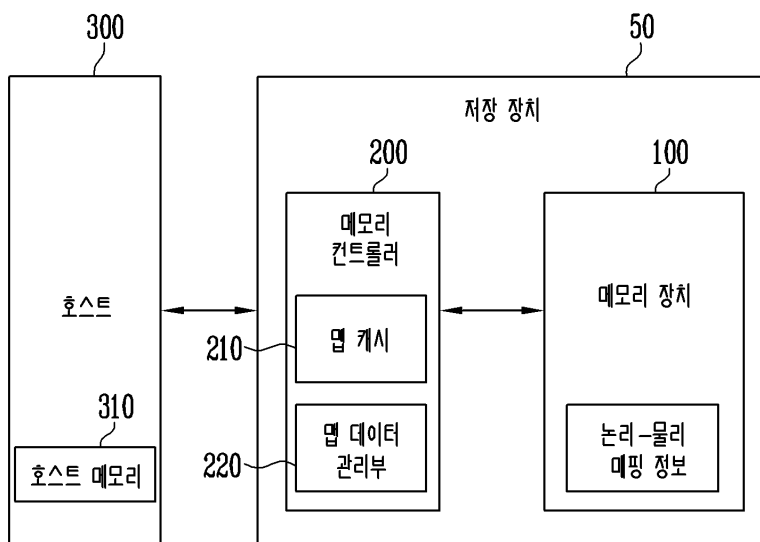 300
50
저장 장치
200
100
메모리
컨트롤러
호스트
메모리 장치
210
맵 캐시
310
호스트 메모리
220
맵 데이터
관리부
논리-물리
매핑 정보